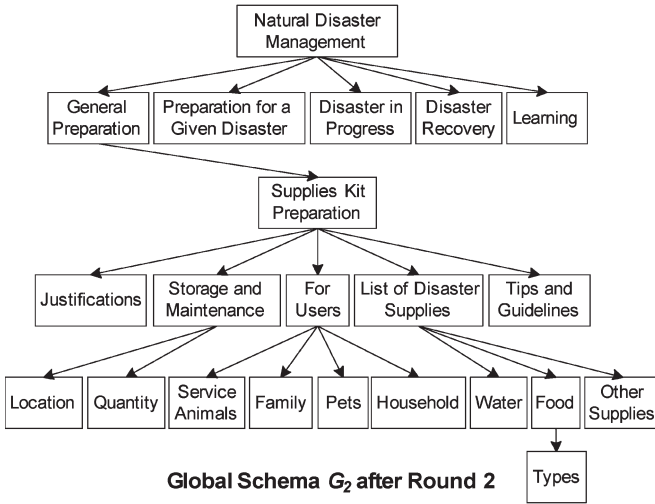 Natural Disaster
Management
General
Preparation
Preparation for a
Given Disaster
Disaster in
Progress
Disaster
Recovery
Learning
Supplies Kit
Preparation
Justifications
Storage and
Maintenance
For
Users
List of Disaster
Supplies
Tips and
Guidelines
Location
Quantity
Service
Animals
Family
Pets
Household
Water
Food
Other
Supplies
Types
Global Schema G2 after Round 2